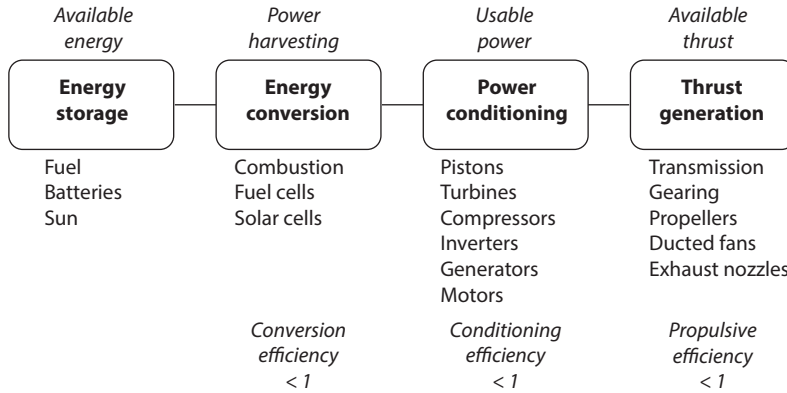 Available
energy
Power
harvesting
Usable
power
Available
thrust
Energy
storage
Energy
conversion
Power
conditioning
Thrust
generation
Fuel
Batteries
Sun
Combustion
Fuel cells
Solar cells
Pistons
Turbines
Compressors
Inverters
Generators
Motors
Transmission
Gearing
Propellers
Ducted fans
Exhaust nozzles
Conversion
efficiency
< 1
Conditioning
efficiency
< 1
Propulsive
efficiency
< 1